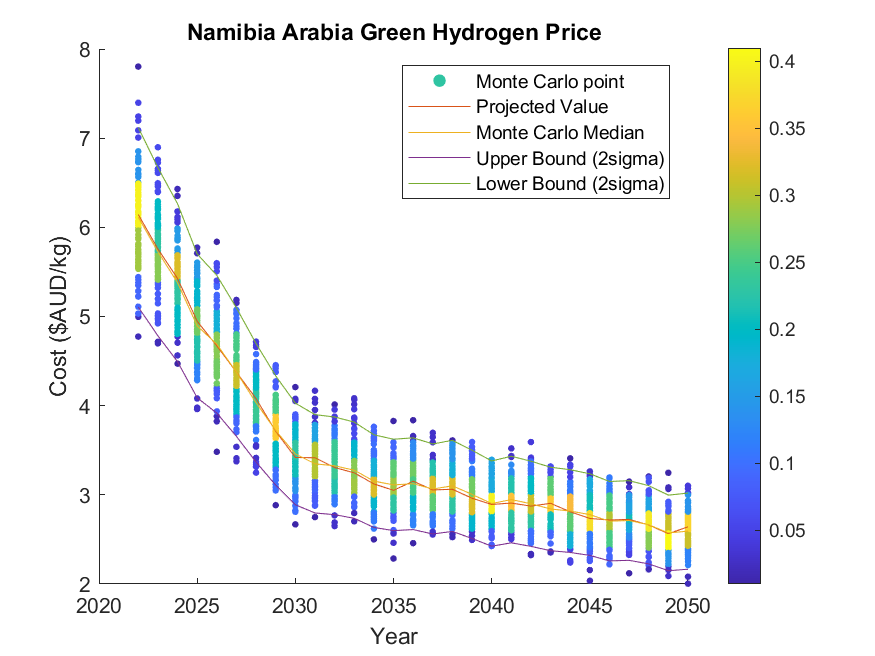 Namibia Arabia Green Hydrogen Price
8
7
6
5
4
3
2
Cost ($AUD/kg)
2020
2025
2030
2035
2040
2045
2050
Year
Monte Carlo point
Projected Value
Monte Carlo Median
Upper Bound (2sigma)
Lower Bound (2sigma)
0.4
0.35
0.3
0.25
0.2
0.15
0.1
0.05